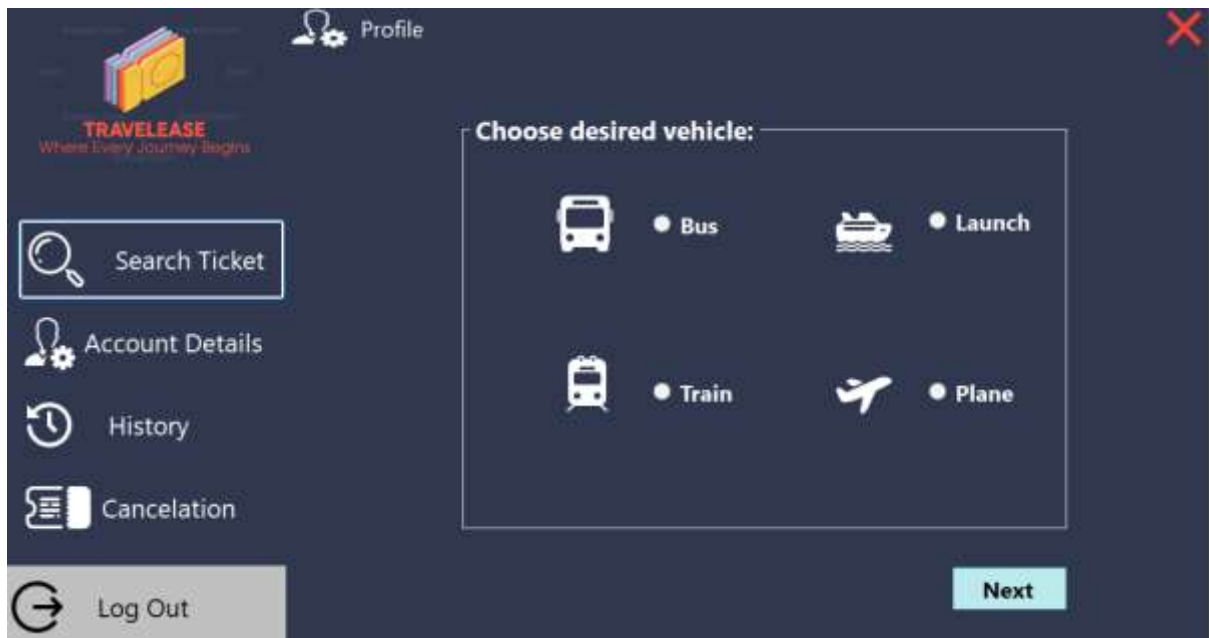 Profile
TRAVELEASE
Where Every Journey Begins
Choose desired vehicle:
Bus
Launch
Search Ticket
Account Details
Train
Plane
History
Cancelation
Next
Log Out